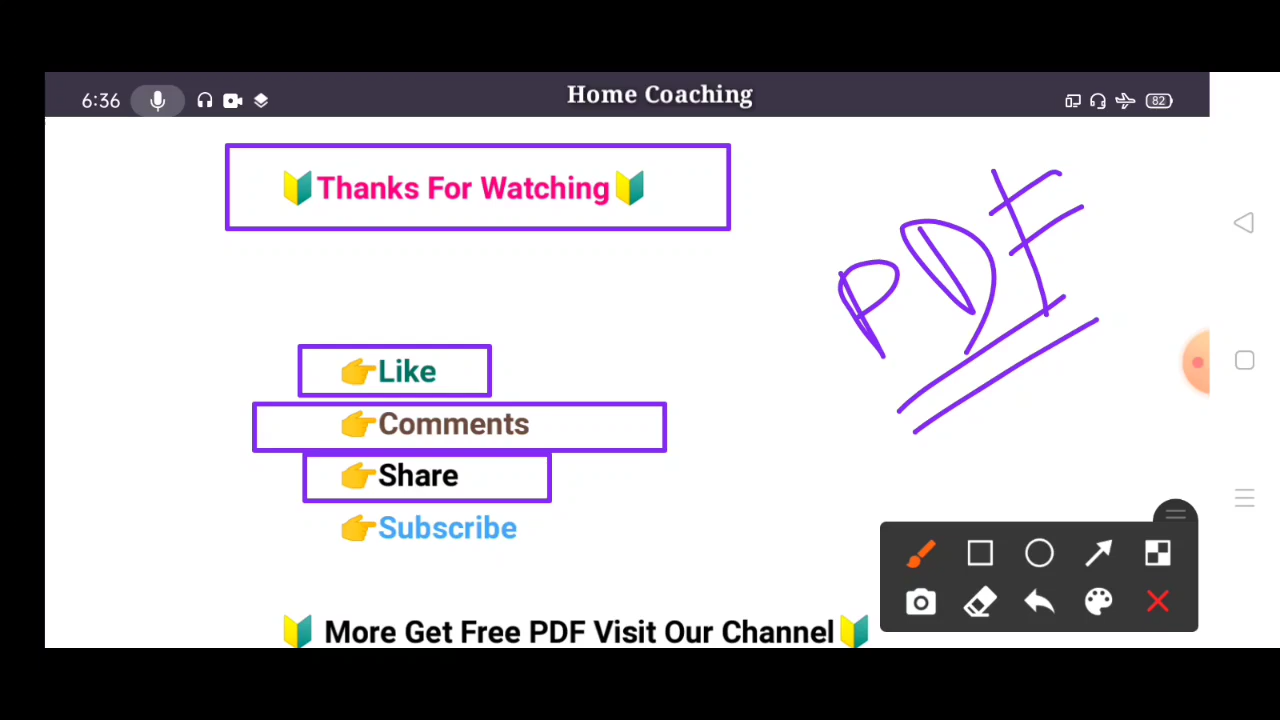 6:36
Home Coaching
82
🔰Thanks For Watching🔰
PDF
👉Like
👉Comments
👉Share
👉Subscribe
🔰 More Get Free PDF Visit Our Channel🔰